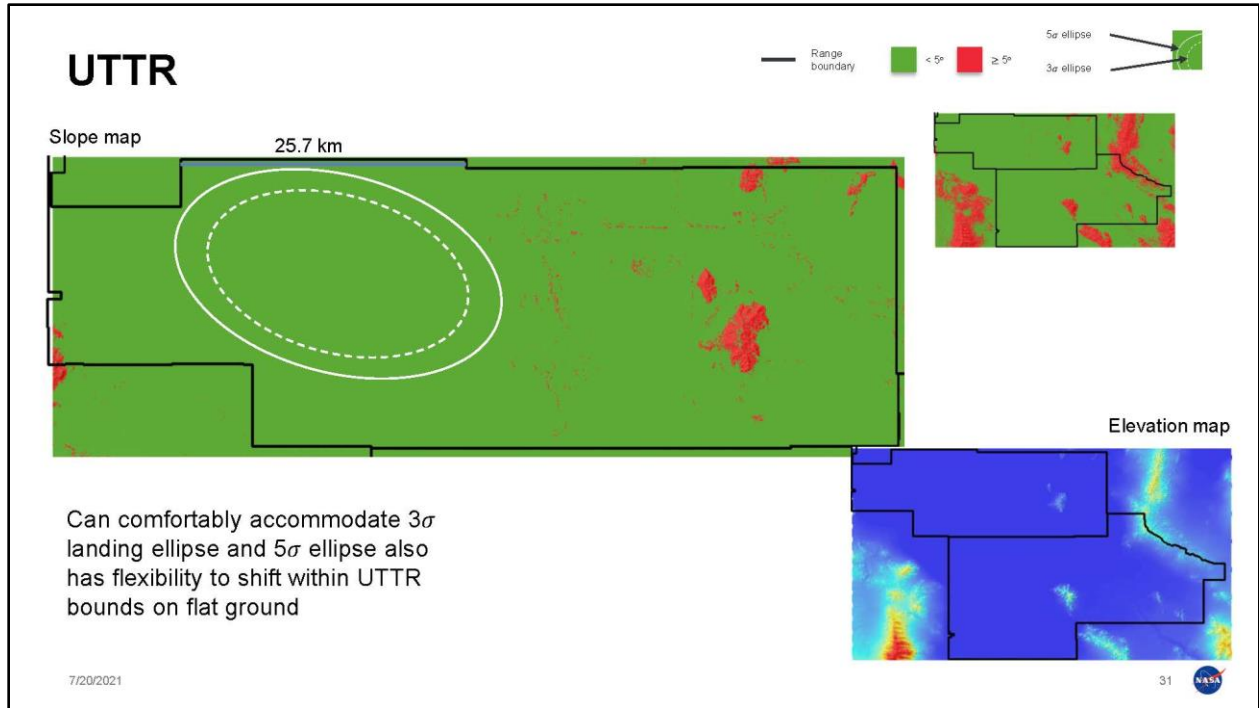 UTTR
Range
boundary
< 5°
≥ 5°
5σ ellipse
3σ ellipse
Slope map
25.7 km
Elevation map
Can comfortably accommodate 3σ
landing ellipse and 5σ ellipse also
has flexibility to shift within UTTR
bounds on flat ground
7/20/2021
31
NASA